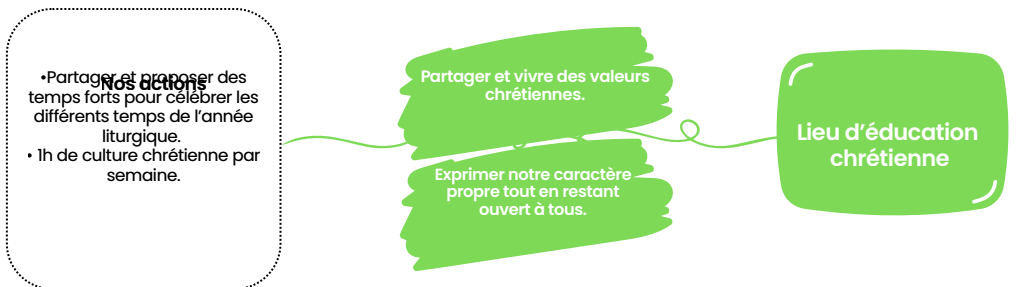 Nos actions
•Partager et proposer des
temps forts pour célébrer les
différents temps de l’année
liturgique.
• 1h de culture chrétienne par
semaine.
Partager et vivre des valeurs
chrétiennes.
Exprimer notre caractère
propre tout en restant
ouvert à tous.
Lieu d’éducation
chrétienne